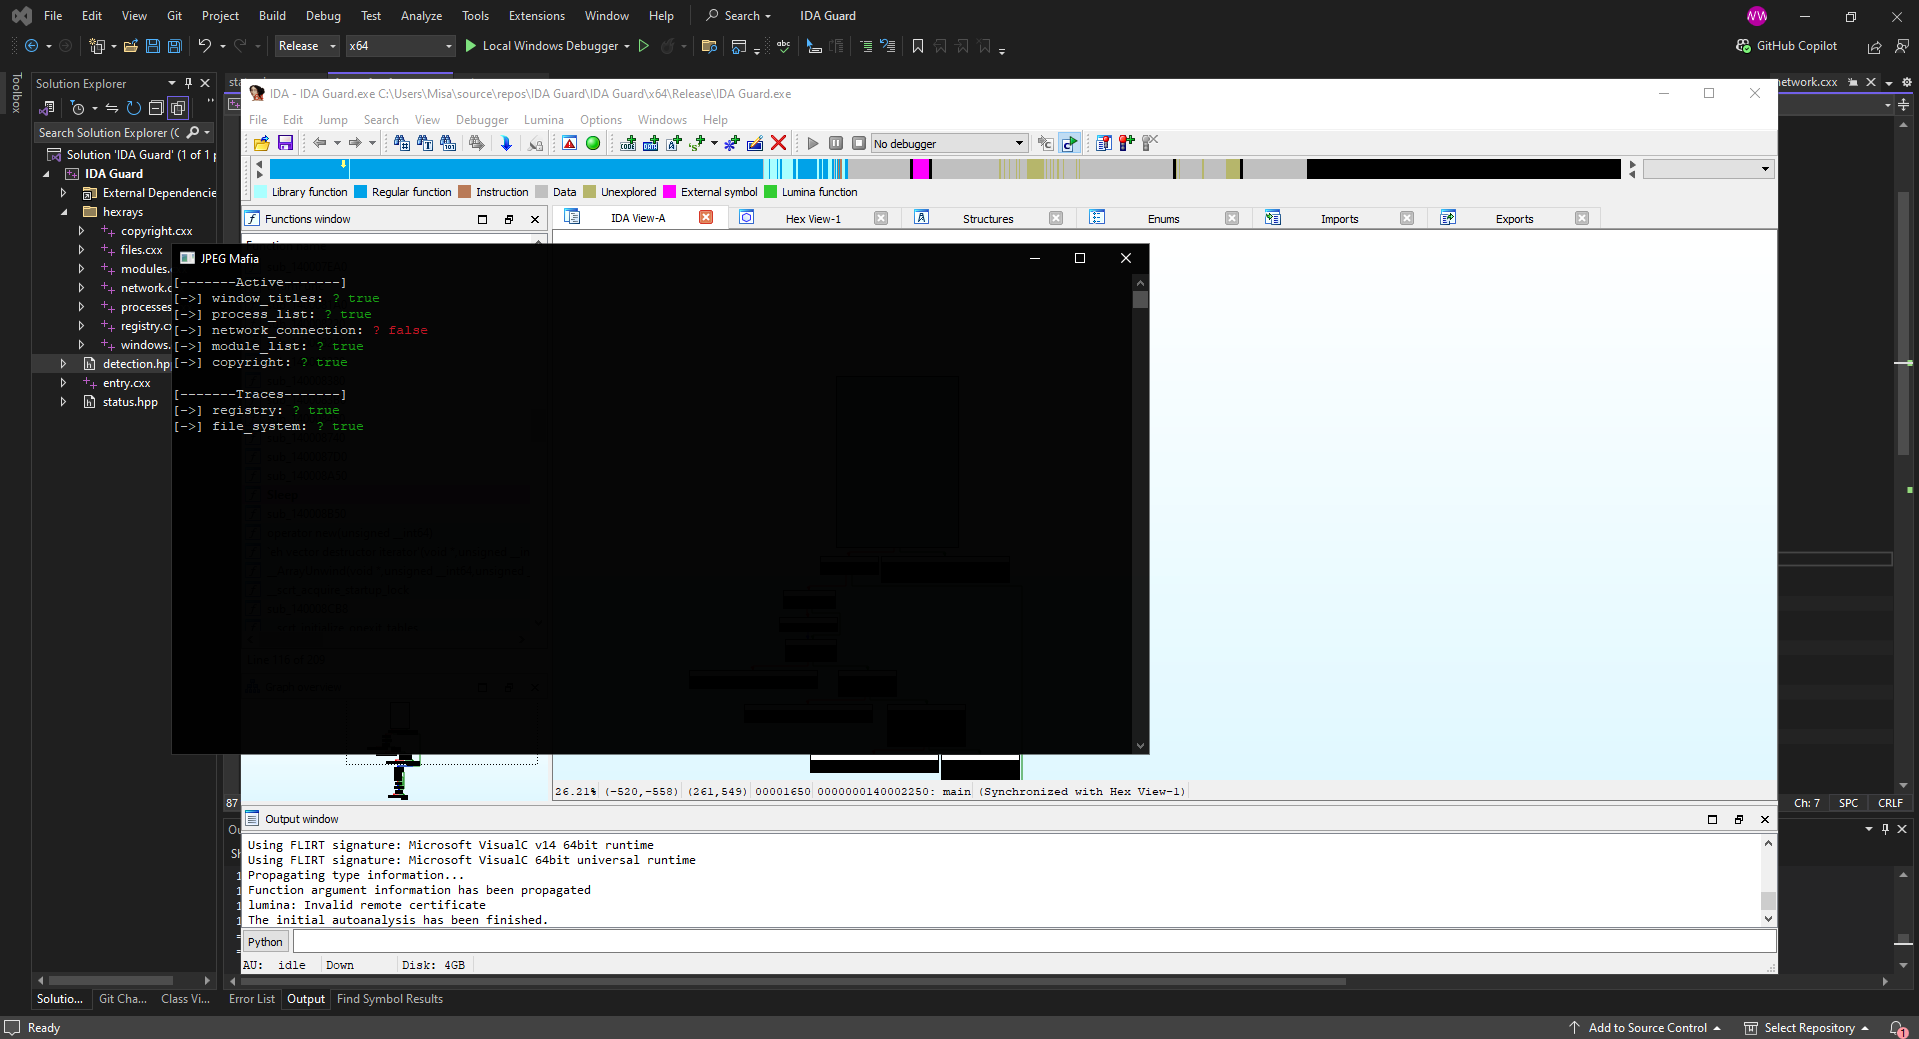 File Edit View Git Project Build Debug Test Analyze Tools Extensions Window Help Search IDA Guard
Release x64 Local Windows Debugger GitHub Copilot
Toolbox
Solution Explorer
network.cxx
Search Solution Explorer (C
Solution 'IDA Guard' (1 of 1 p
IDA Guard
External Dependencie
hexrays
copyright.cxx
files.cxx
modules.
network.c
processes
registry.cx
windows.
detection.hpp
entry.cxx
status.hpp
IDA - IDA Guard.exe C:\Users\Misa\source\repos\IDA Guard\IDA Guard\x64\Release\IDA Guard.exe
File Edit Jump Search View Debugger Lumina Options Windows Help
No debugger
Library function Regular function Instruction Data Unexplored External symbol Lumina function
Functions window
IDA View-A Hex View-1 Structures Enums Imports Exports
JPEG Mafia
[-------Active-------]
[->] window_titles: ? true
[->] process_list: ? true
[->] network_connection: ? false
[->] module_list: ? true
[->] copyright: ? true
[-------Traces-------]
[->] registry: ? true
[->] file_system: ? true
26.21% (-520,-558) (261,549) 00001650 0000000140002250: main (Synchronized with Hex View-1)
Output window
Using FLIRT signature: Microsoft VisualC v14 64bit runtime
Using FLIRT signature: Microsoft VisualC 64bit universal runtime
Propagating type information...
Function argument information has been propagated
lumina: Invalid remote certificate
The initial autoanalysis has been finished.
Python
AU: idle Down Disk: 4GB
87
Ch: 7 SPC CRLF
Solutio... Git Cha... Class Vi... Error List Output Find Symbol Results
Ready Add to Source Control Select Repository 1